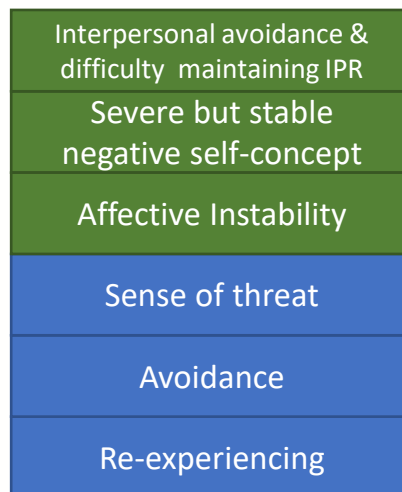 Interpersonal avoidance &
difficulty maintaining IPR
Severe but stable
negative self-concept
Affective Instability
Sense of threat
Avoidance
Re-experiencing